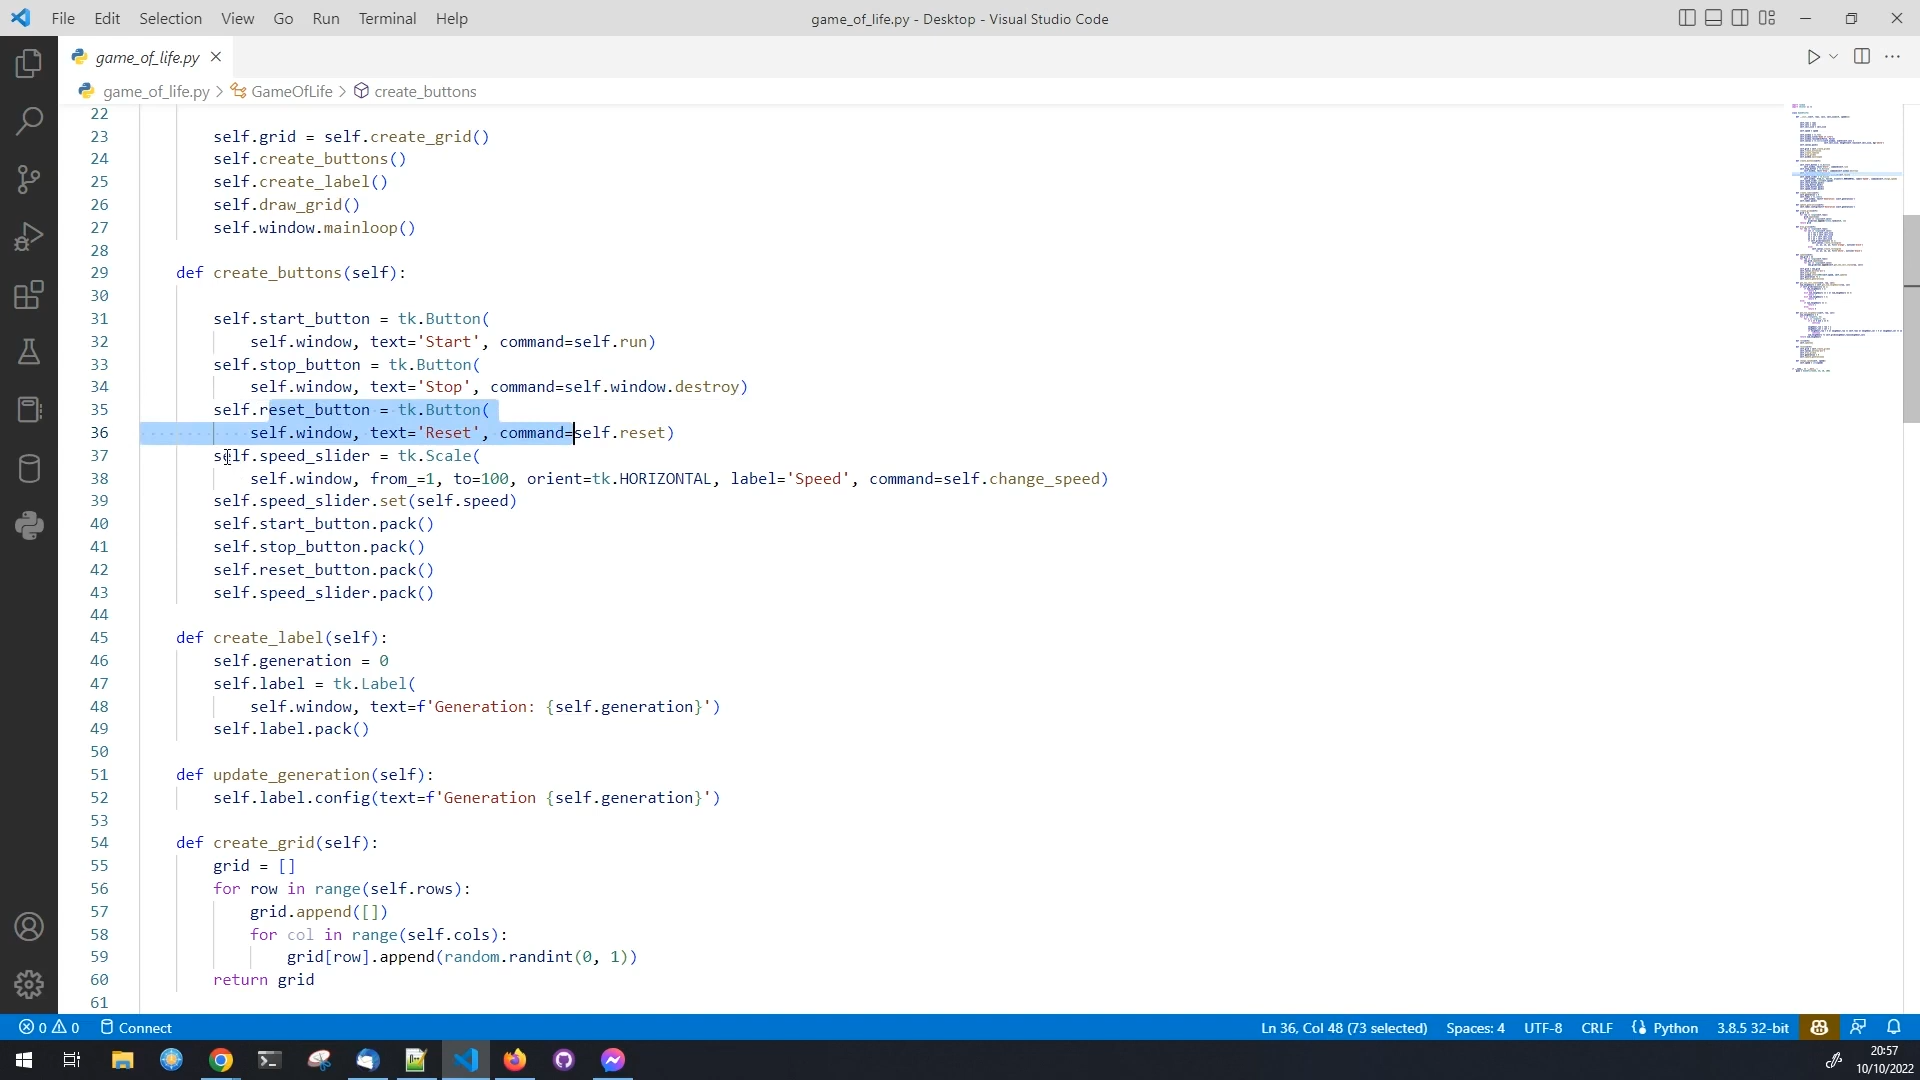 File Edit Selection View Go Run Terminal Help
game_of_life.py - Desktop - Visual Studio Code
game_of_life.py
game_of_life.py > GameOfLife > create_buttons
22
23 self.grid = self.create_grid()
24 self.create_buttons()
25 self.create_label()
26 self.draw_grid()
27 self.window.mainloop()
28
29 def create_buttons(self):
30
31 self.start_button = tk.Button(
32 self.window, text='Start', command=self.run)
33 self.stop_button = tk.Button(
34 self.window, text='Stop', command=self.window.destroy)
35 self.reset_button = tk.Button(
36 self.window, text='Reset', command=self.reset)
37 self.speed_slider = tk.Scale(
38 self.window, from_=1, to=100, orient=tk.HORIZONTAL, label='Speed', command=self.change_speed)
39 self.speed_slider.set(self.speed)
40 self.start_button.pack()
41 self.stop_button.pack()
42 self.reset_button.pack()
43 self.speed_slider.pack()
44
45 def create_label(self):
46 self.generation = 0
47 self.label = tk.Label(
48 self.window, text=f'Generation: {self.generation}')
49 self.label.pack()
50
51 def update_generation(self):
52 self.label.config(text=f'Generation {self.generation}')
53
54 def create_grid(self):
55 grid = []
56 for row in range(self.rows):
57 grid.append([])
58 for col in range(self.cols):
59 grid[row].append(random.randint(0, 1))
60 return grid
61
0 0 Connect Ln 36, Col 48 (73 selected) Spaces: 4 UTF-8 CRLF Python 3.8.5 32-bit
20:57
10/10/2022